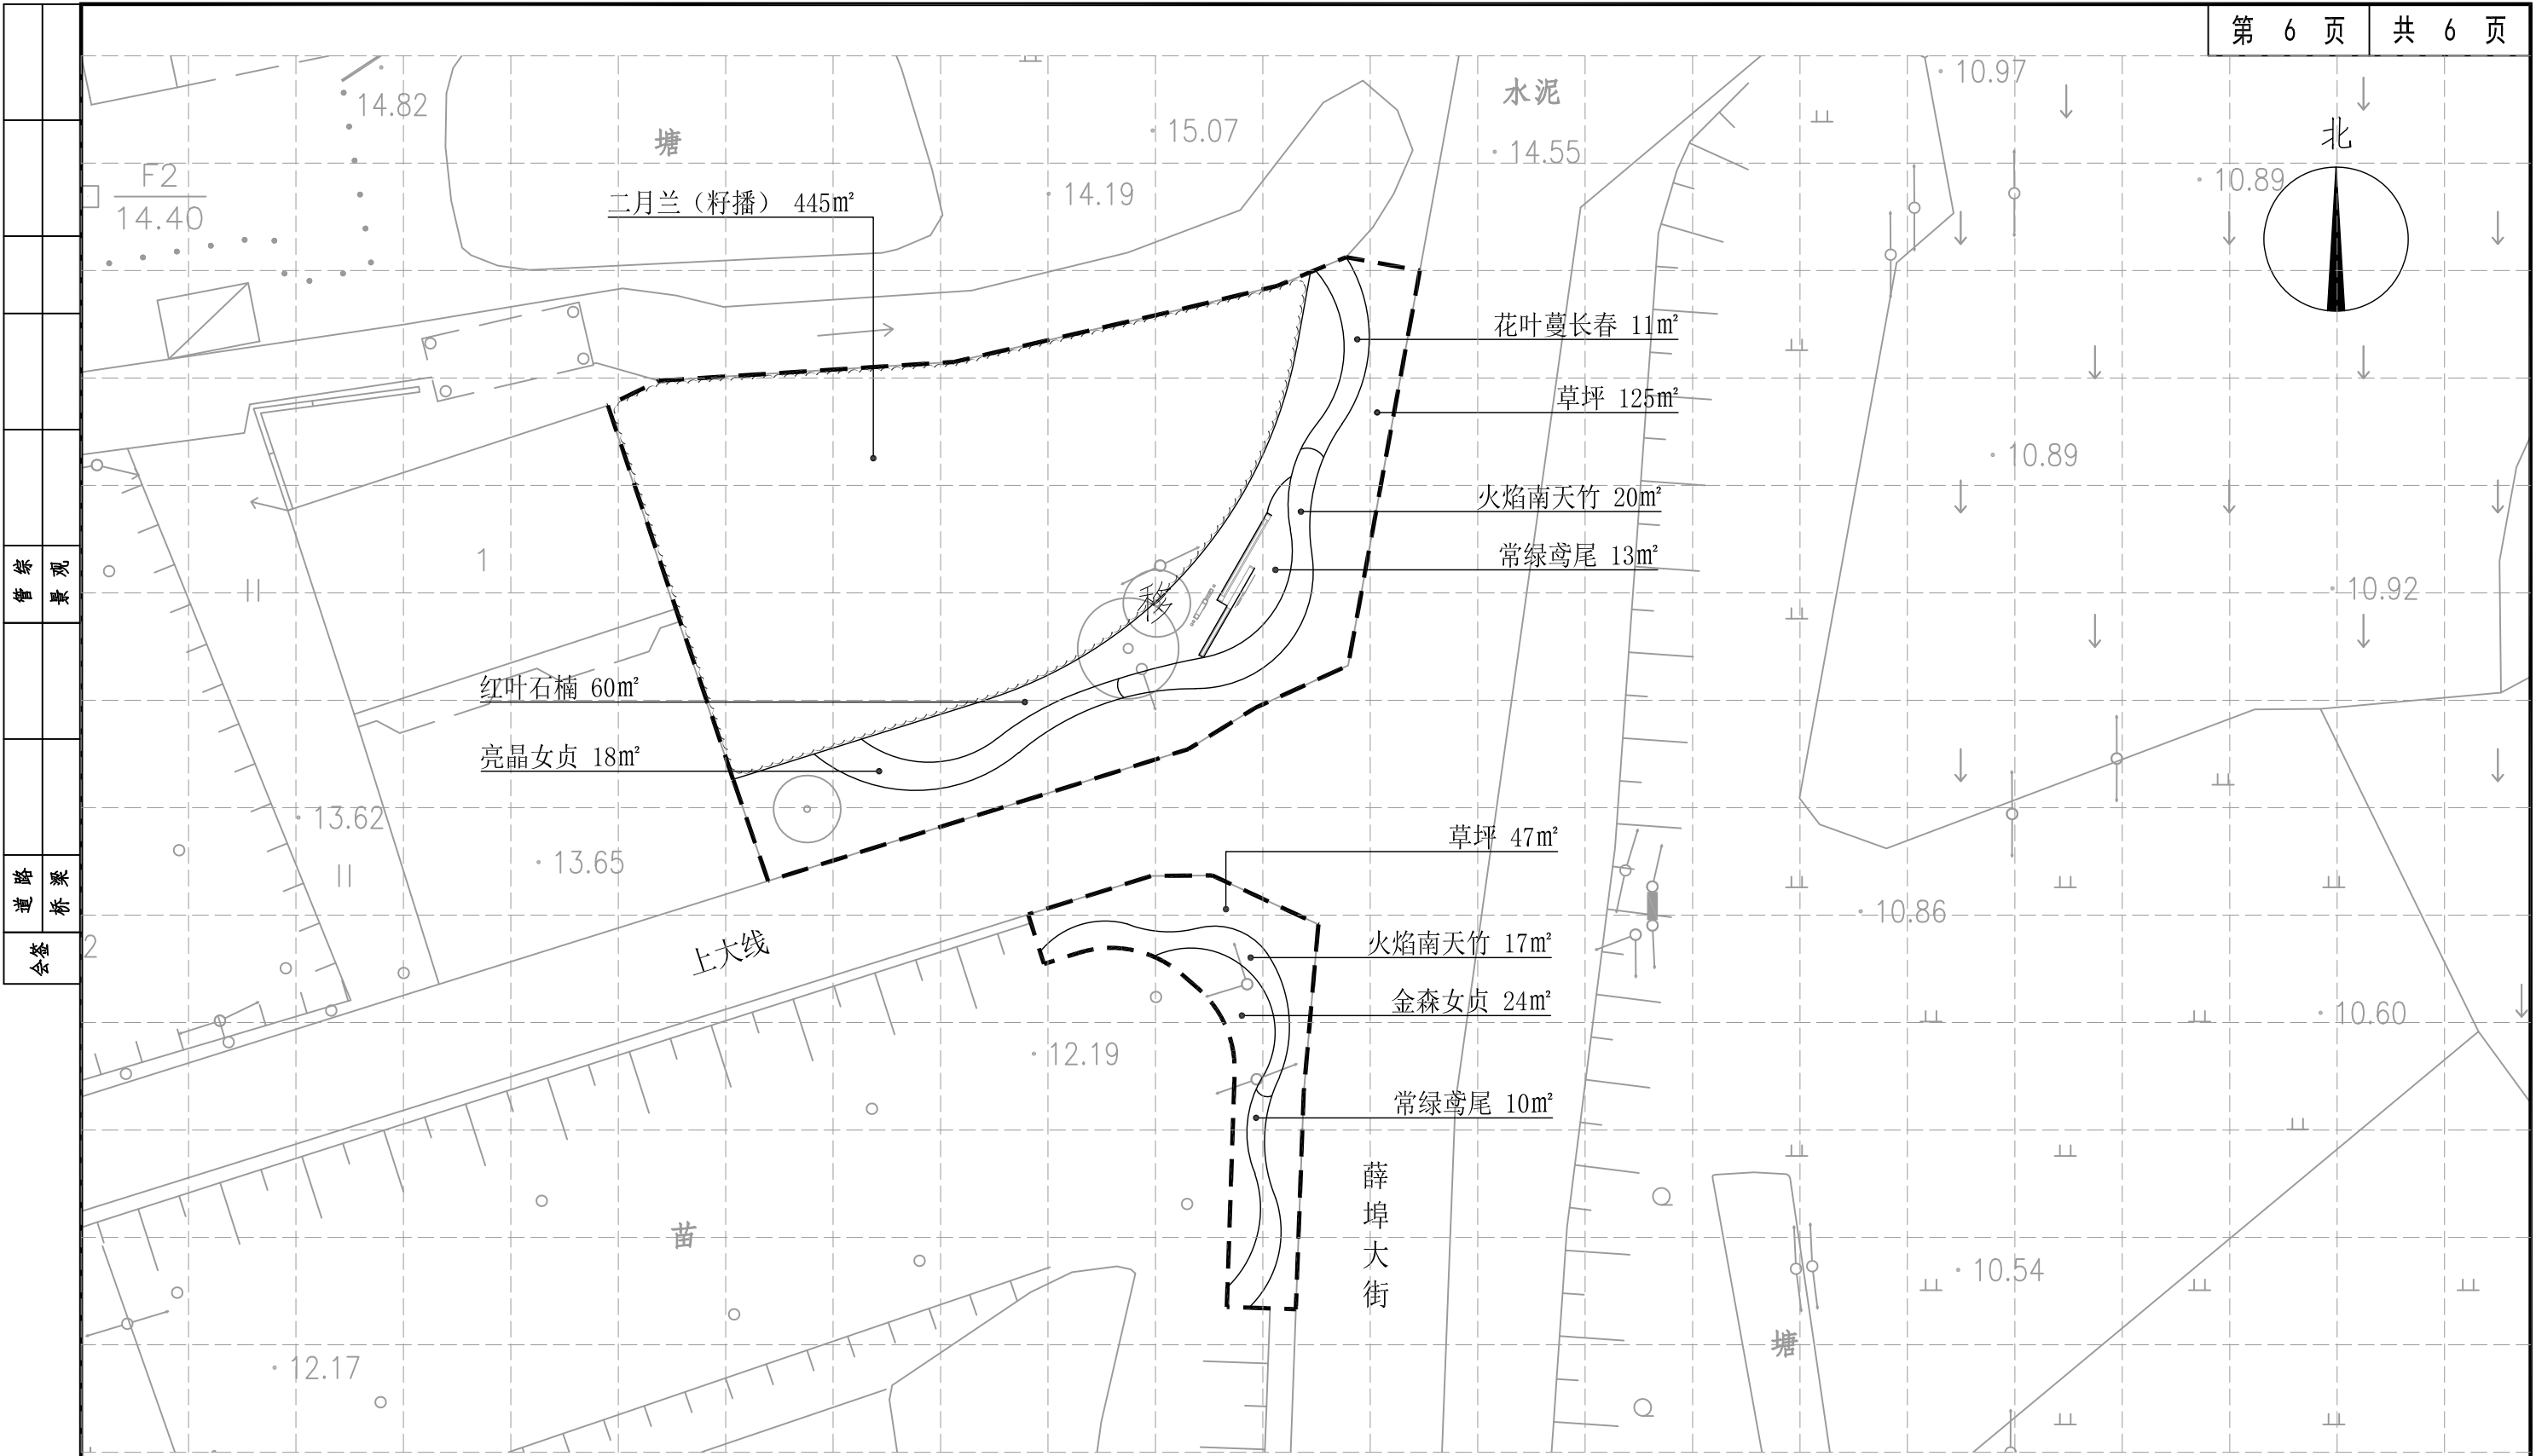 第 6 页 共 6 页
10.97
水泥
14.82
15.07
塘
14.55
北
F2
14.40
10.89
14.19
二月兰（籽播） 445㎡
花叶蔓长春 11㎡
草坪 125㎡
10.89
火焰南天竹 20㎡
常绿鸢尾 13㎡
1
综管
景观
移
10.92
红叶石楠 60㎡
亮晶女贞 18㎡
13.62
草坪 47㎡
13.65
道路
桥梁
10.86
会签
2
上大线
火焰南天竹 17㎡
金森女贞 24㎡
10.60
12.19
常绿鸢尾 10㎡
薛埠大街
苗
10.54
塘
12.17